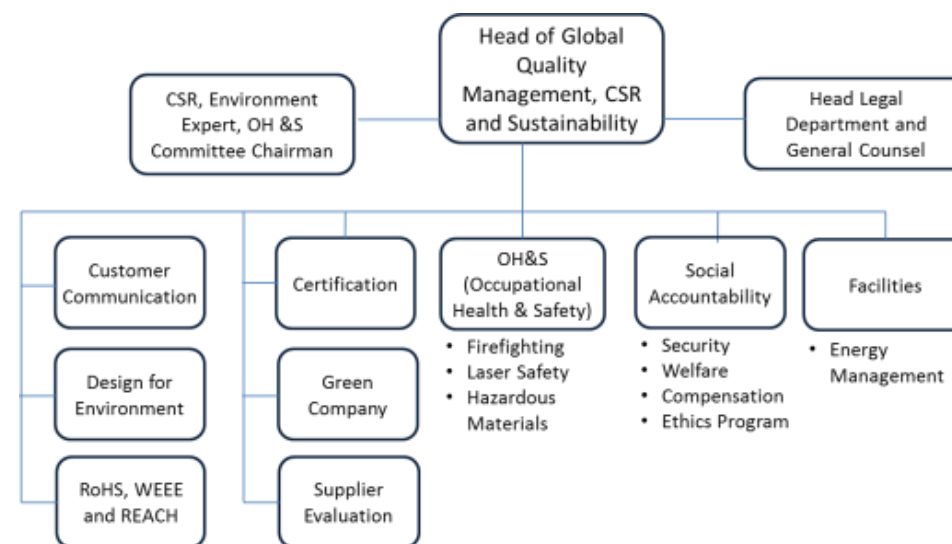 Head of Global
Quality
Management, CSR
and Sustainability
CSR, Environment
Expert, OH &S
Committee Chairman
Head Legal
Department and
General Counsel
Customer
Communication
Certification
OH&S
(Occupational
Health & Safety)
Social
Accountability
Facilities
• Firefighting
• Laser Safety
• Hazardous
Materials
• Security
• Welfare
• Compensation
• Ethics Program
• Energy
Management
Design for
Environment
Green
Company
RoHS, WEEE
and REACH
Supplier
Evaluation